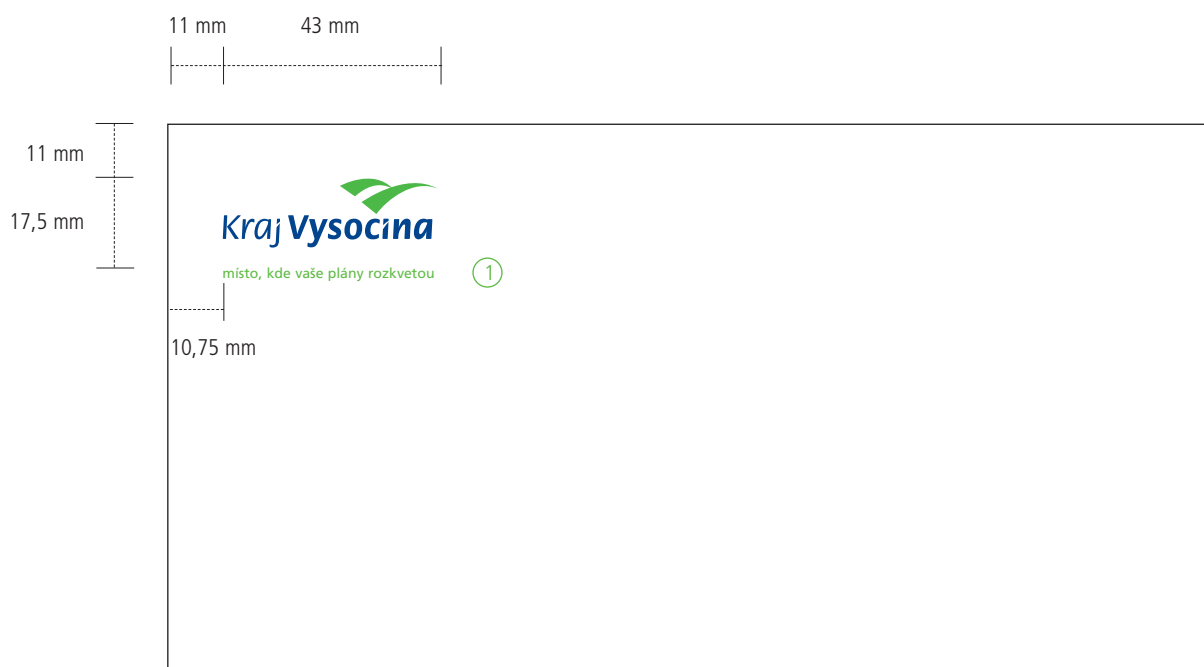 11 mm 43 mm
11 mm
17,5 mm
Kraj Vysocina
místo, kde vaše plány rozkvetou 1
10,75 mm